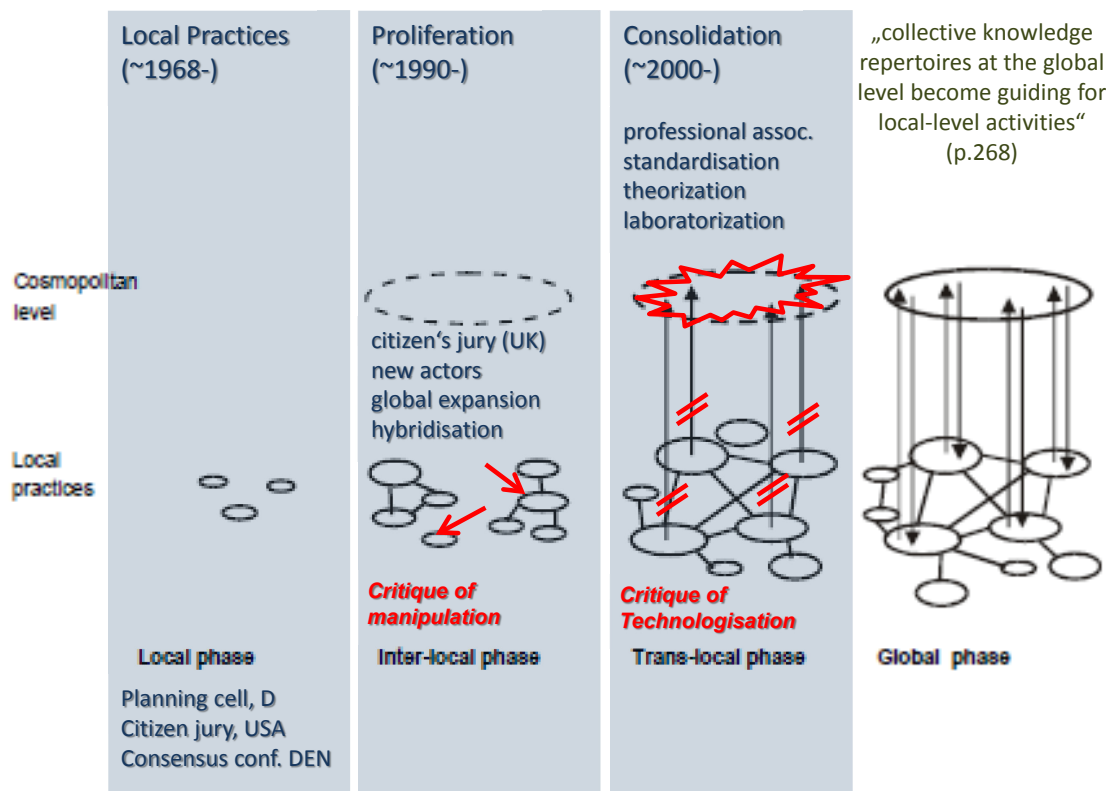 Local Practices
(~1968-)
Proliferation
(~1990-)
Consolidation
(~2000-)
professional assoc.
standardisation
theorization
laboratorization
„collective knowledge
repertoires at the global
level become guiding for
local-level activities“
(p.268)
Cosmopolitan
level
citizen‘s jury (UK)
new actors
global expansion
hybridisation
Local
practices
Critique of
manipulation
Critique of
Technologisation
Local phase
Inter-local phase
Trans-local phase
Global phase
Planning cell, D
Citizen jury, USA
Consensus conf. DEN